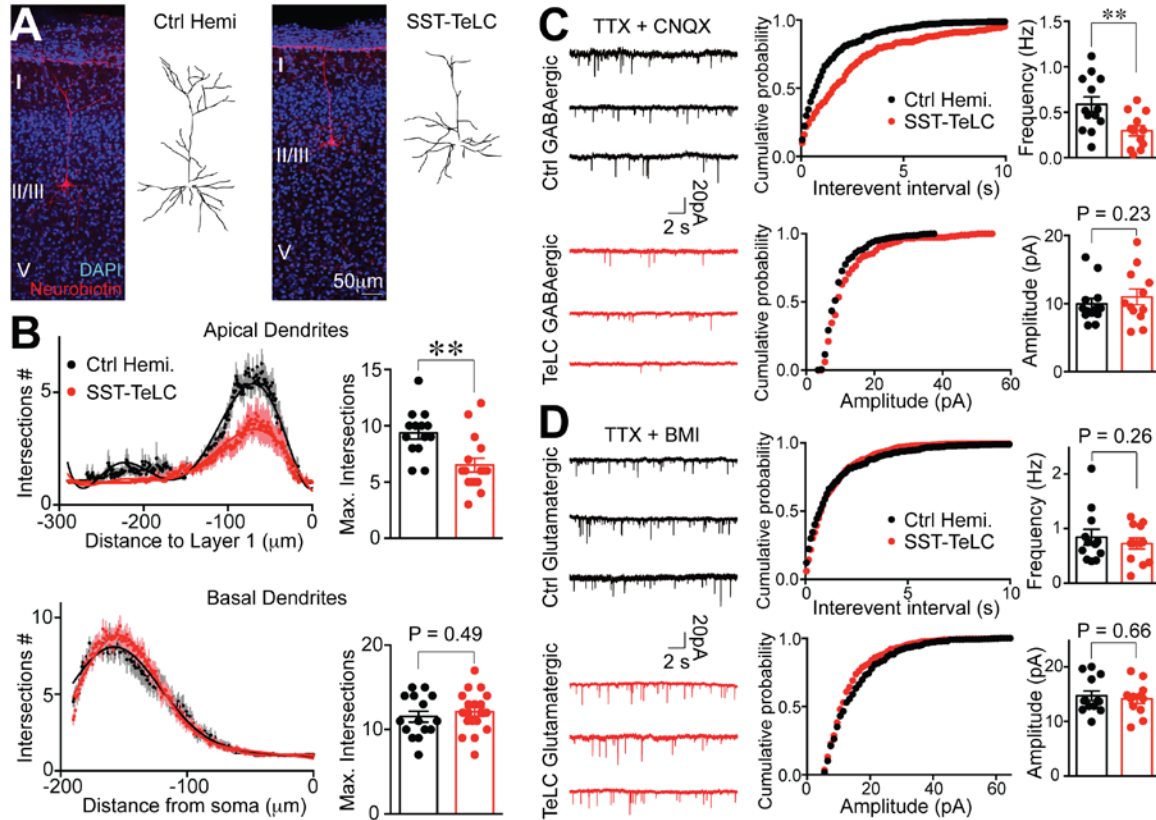 A
Ctrl Hemi
SST-TeLC
I
II/III
V
DAPI
Neurobiotin
I
II/III
V
50μm
B
Apical Dendrites
Ctrl Hemi.
SST-TeLC
Intersections #
5
-300
-200
-100
0
Distance to Layer 1 (μm)
**
Max. Intersections
15
10
5
0
Basal Dendrites
Intersections #
10
5
-200
-100
0
Distance from soma (μm)
P = 0.49
Max. Intersections
20
10
0
C
TTX + CNQX
Ctrl GABAergic
20pA
2 s
TeLC GABAergic
Cumulative probability
1.0
0.5
0.0
0
5
10
Interevent interval (s)
Ctrl Hemi.
SST-TeLC
**
Frequency (Hz)
1.5
1.0
0.5
0.0
Cumulative probability
1.0
0.5
0.0
0
20
40
60
Amplitude (pA)
P = 0.23
Amplitude (pA)
20
10
0
D
TTX + BMI
Ctrl Glutamatergic
20pA
2 s
TeLC Glutamatergic
Cumulative probability
1.0
0.5
0.0
0
5
10
Interevent interval (s)
Ctrl Hemi.
SST-TeLC
P = 0.26
Frequency (Hz)
3
2
1
0
Cumulative probability
1.0
0.5
0.0
0
20
40
60
Amplitude (pA)
P = 0.66
Amplitude (pA)
30
20
10
0